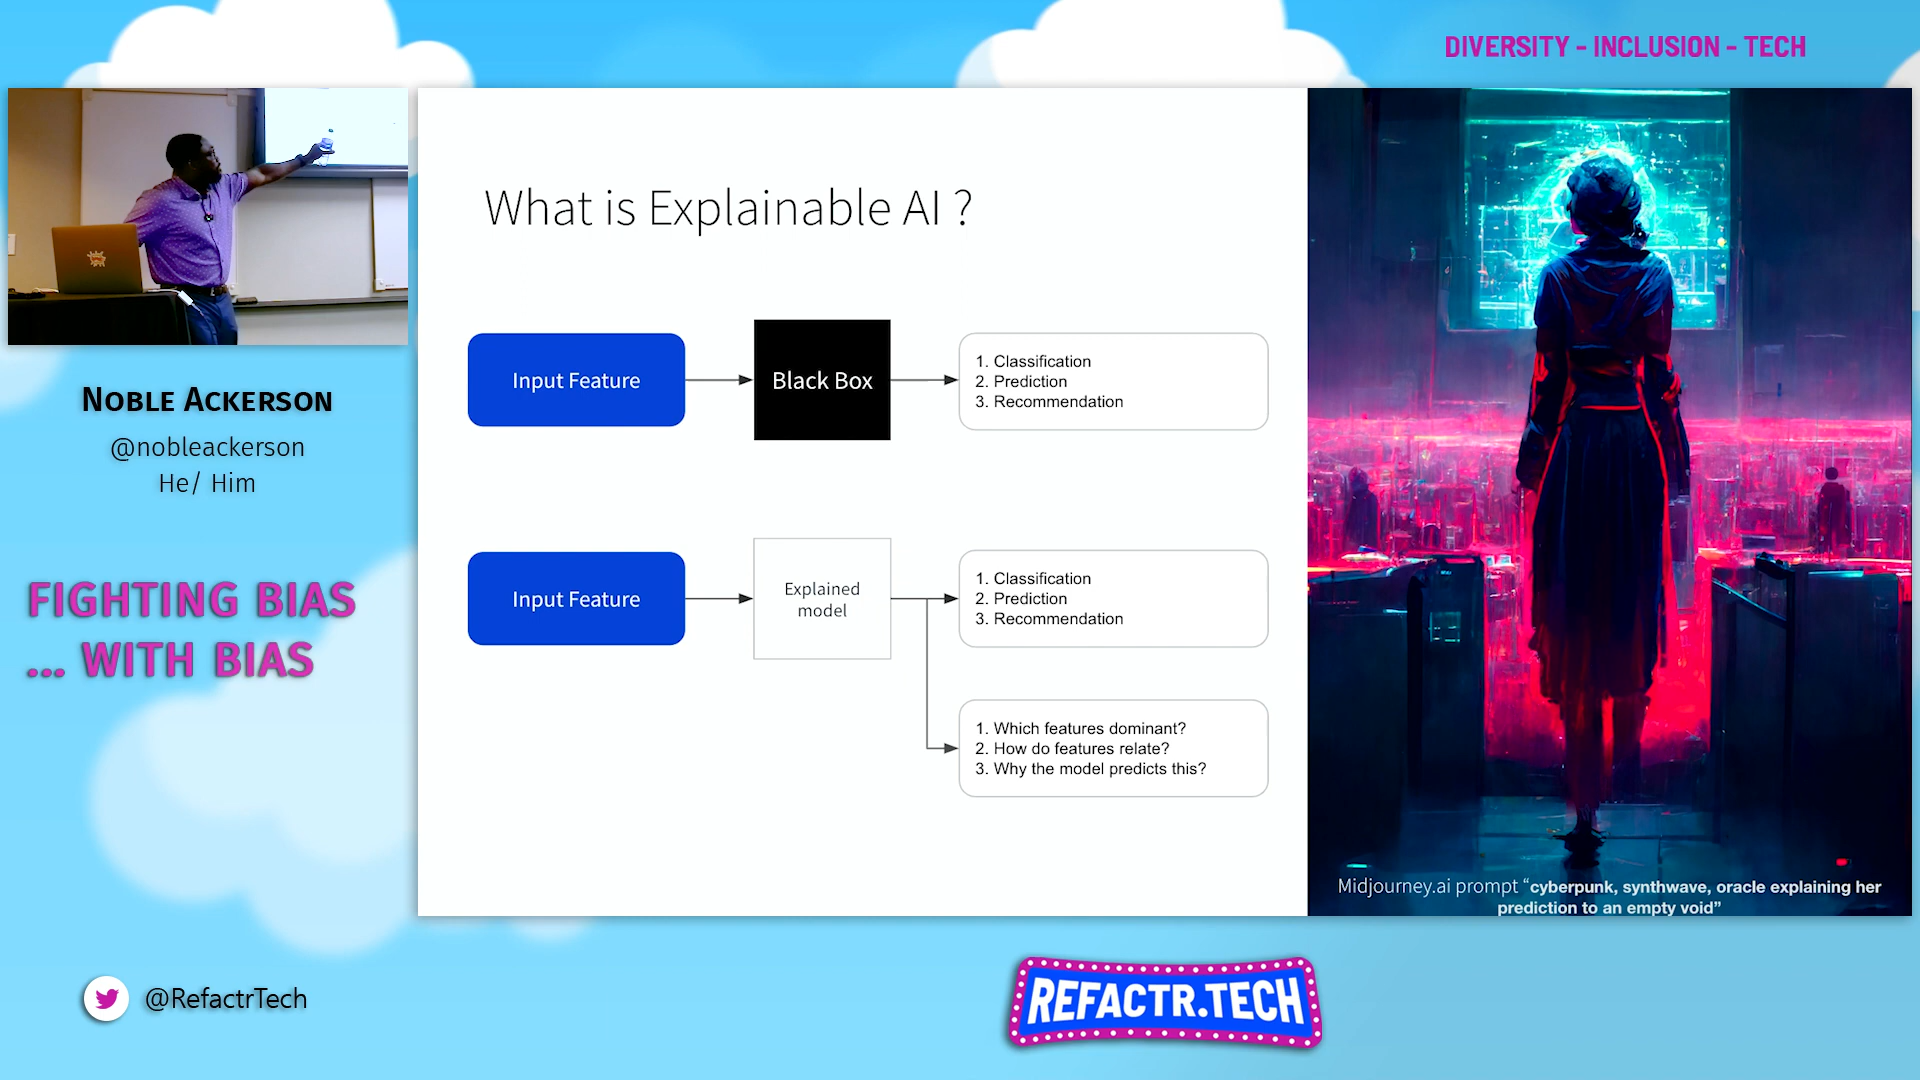 DIVERSITY - INCLUSION - TECH
NOBLE ACKERSON
@nobleackerson
He/ Him
FIGHTING BIAS
... WITH BIAS
@RefactrTech
What is Explainable AI ?
Input Feature
Black Box
1. Classification
2. Prediction
3. Recommendation
Input Feature
Explained
model
1. Classification
2. Prediction
3. Recommendation
1. Which features dominant?
2. How do features relate?
3. Why the model predicts this?
Midjourney.ai prompt “cyberpunk, synthwave, oracle explaining her
prediction to an empty void”
REFACTR.TECH